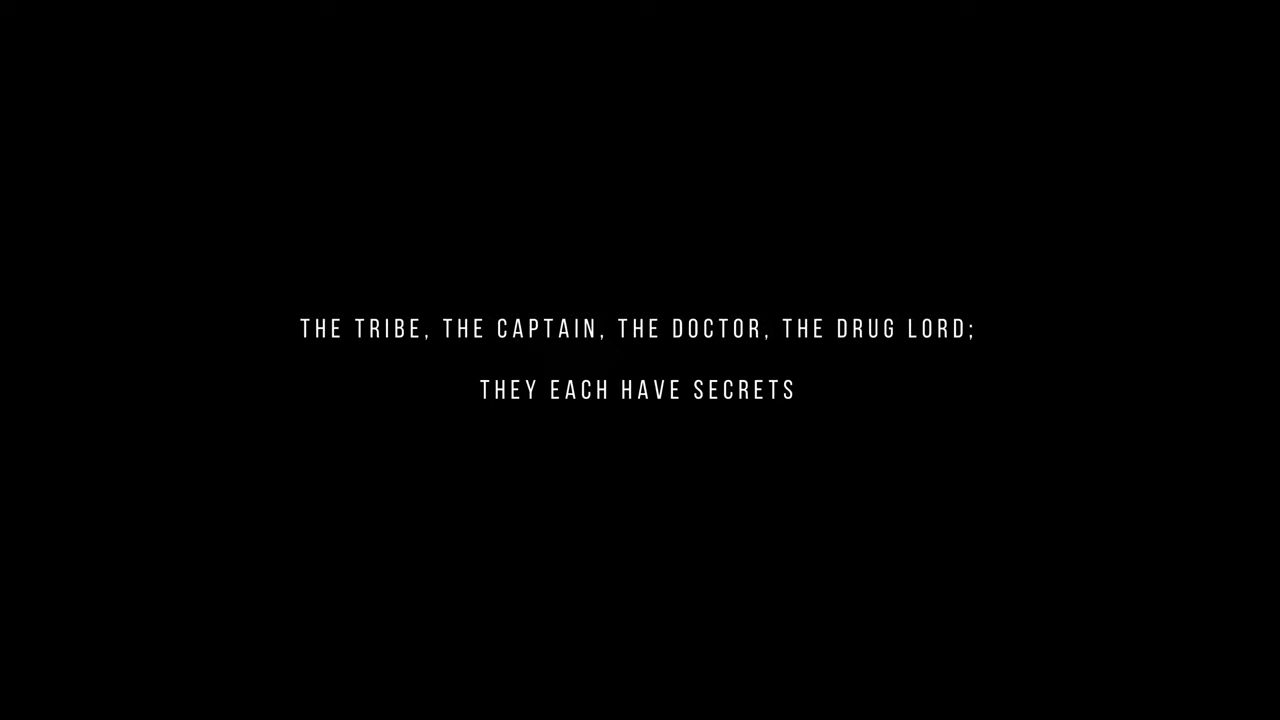 THE TRIBE, THE CAPTAIN, THE DOCTOR, THE DRUG LORD;
THEY EACH HAVE SECRETS